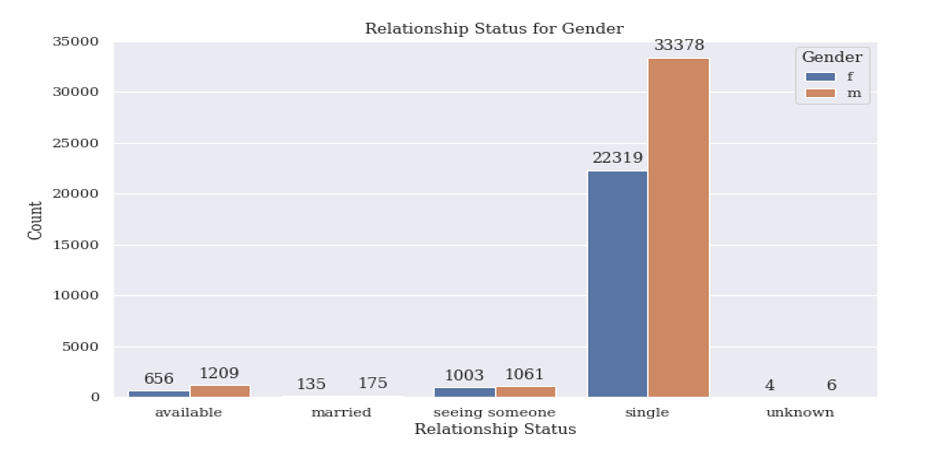 Relationship Status for Gender
35000
30000
25000
20000
15000
10000
5000
0
Count
Gender
f
m
656 1209 135 175 1003 1061 22319 33378 4 6
available married seeing someone single unknown
Relationship Status